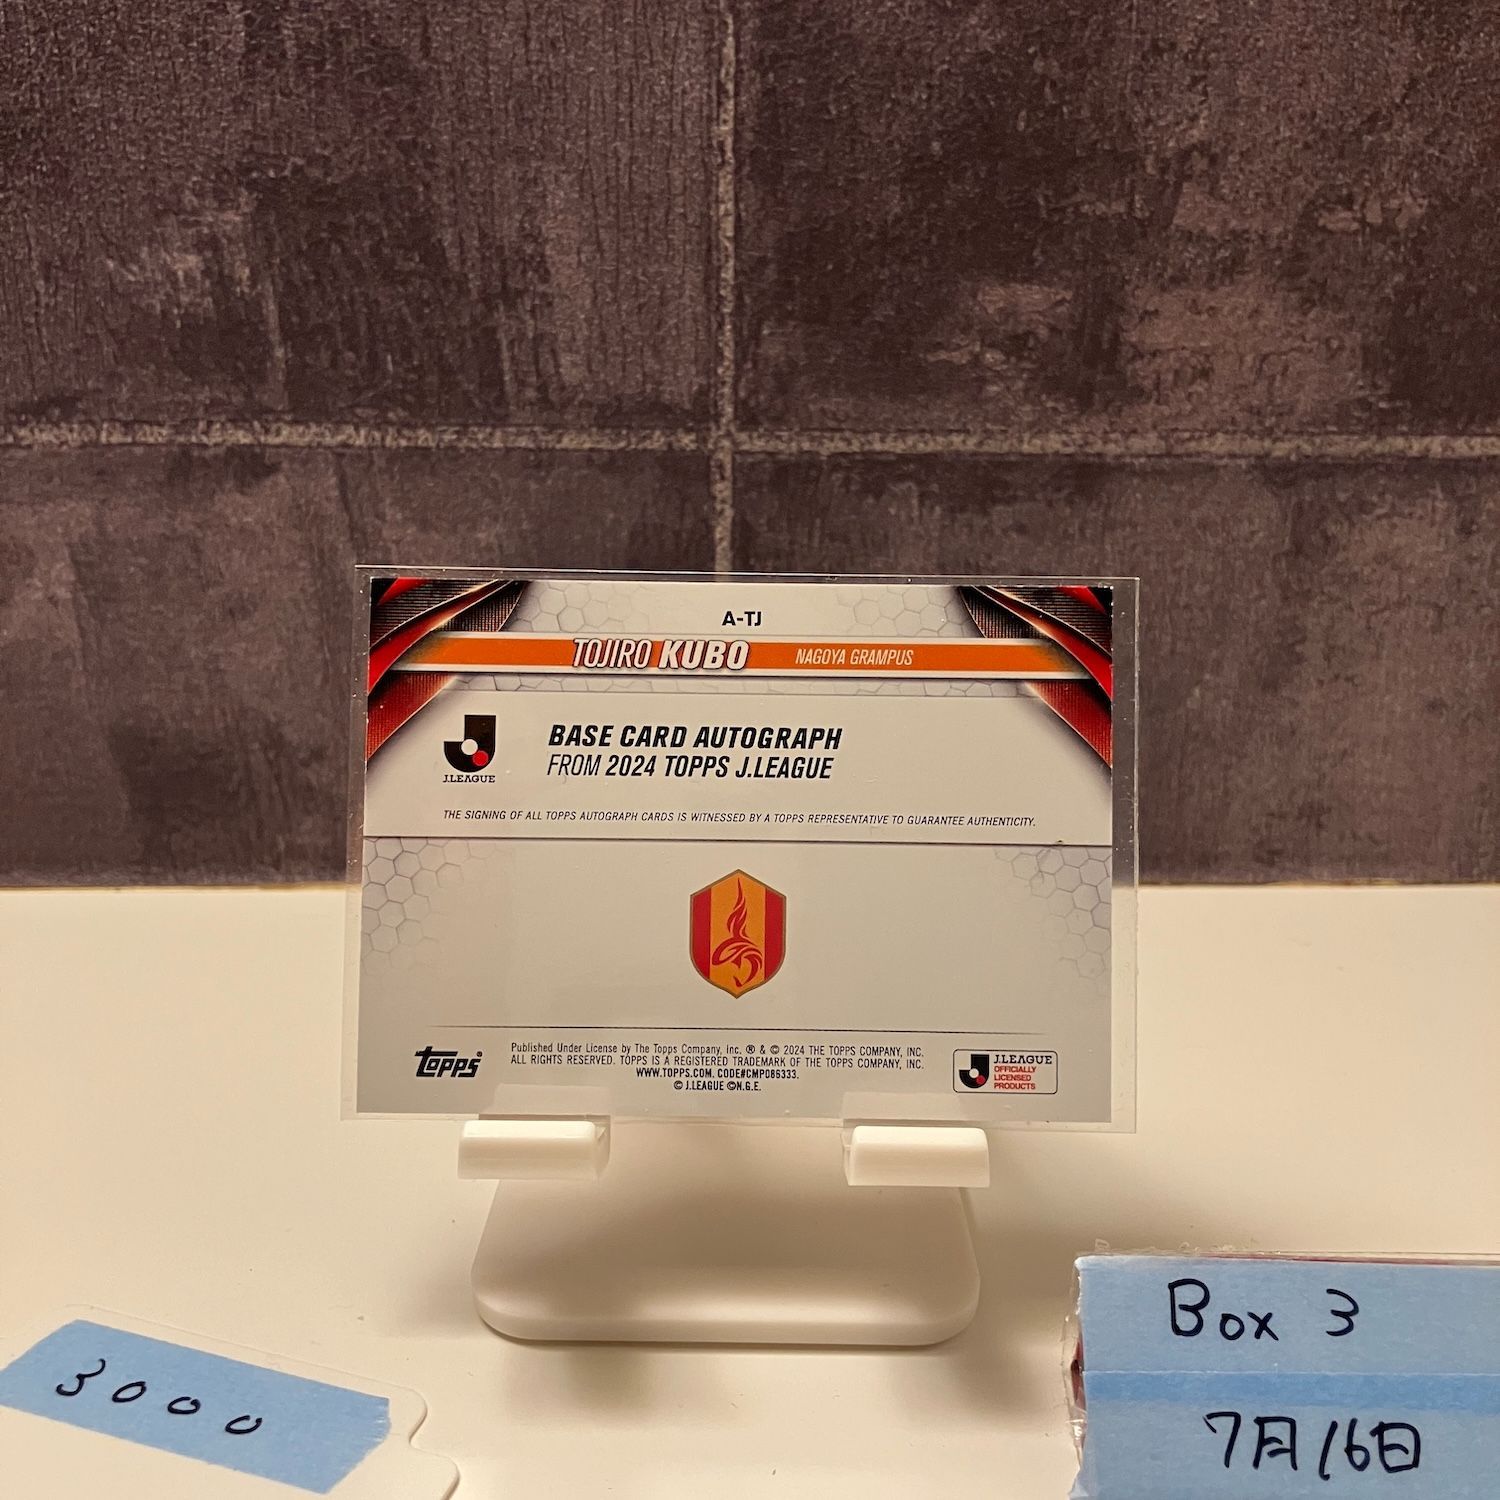 A-TJ
TOJIRO KUBO NAGOYA GRAMPUS
J.LEAGUE
BASE CARD AUTOGRAPH
FROM 2024 TOPPS J.LEAGUE
THE SIGNING OF ALL TOPPS AUTOGRAPH CARDS IS WITNESSED BY A TOPPS REPRESENTATIVE TO GUARANTEE AUTHENTICITY.
Topps
Published Under License by The Topps Company, Inc. ® & © 2024 THE TOPPS COMPANY, INC.
ALL RIGHTS RESERVED. TOPPS IS A REGISTERED TRADEMARK OF THE TOPPS COMPANY, INC.
WWW.TOPPS.COM. CODE#CMP086333.
© J.LEAGUE ©N.G.E.
J.LEAGUE
OFFICIALLY
LICENSED
PRODUCTS
3000
Box 3
7月16日